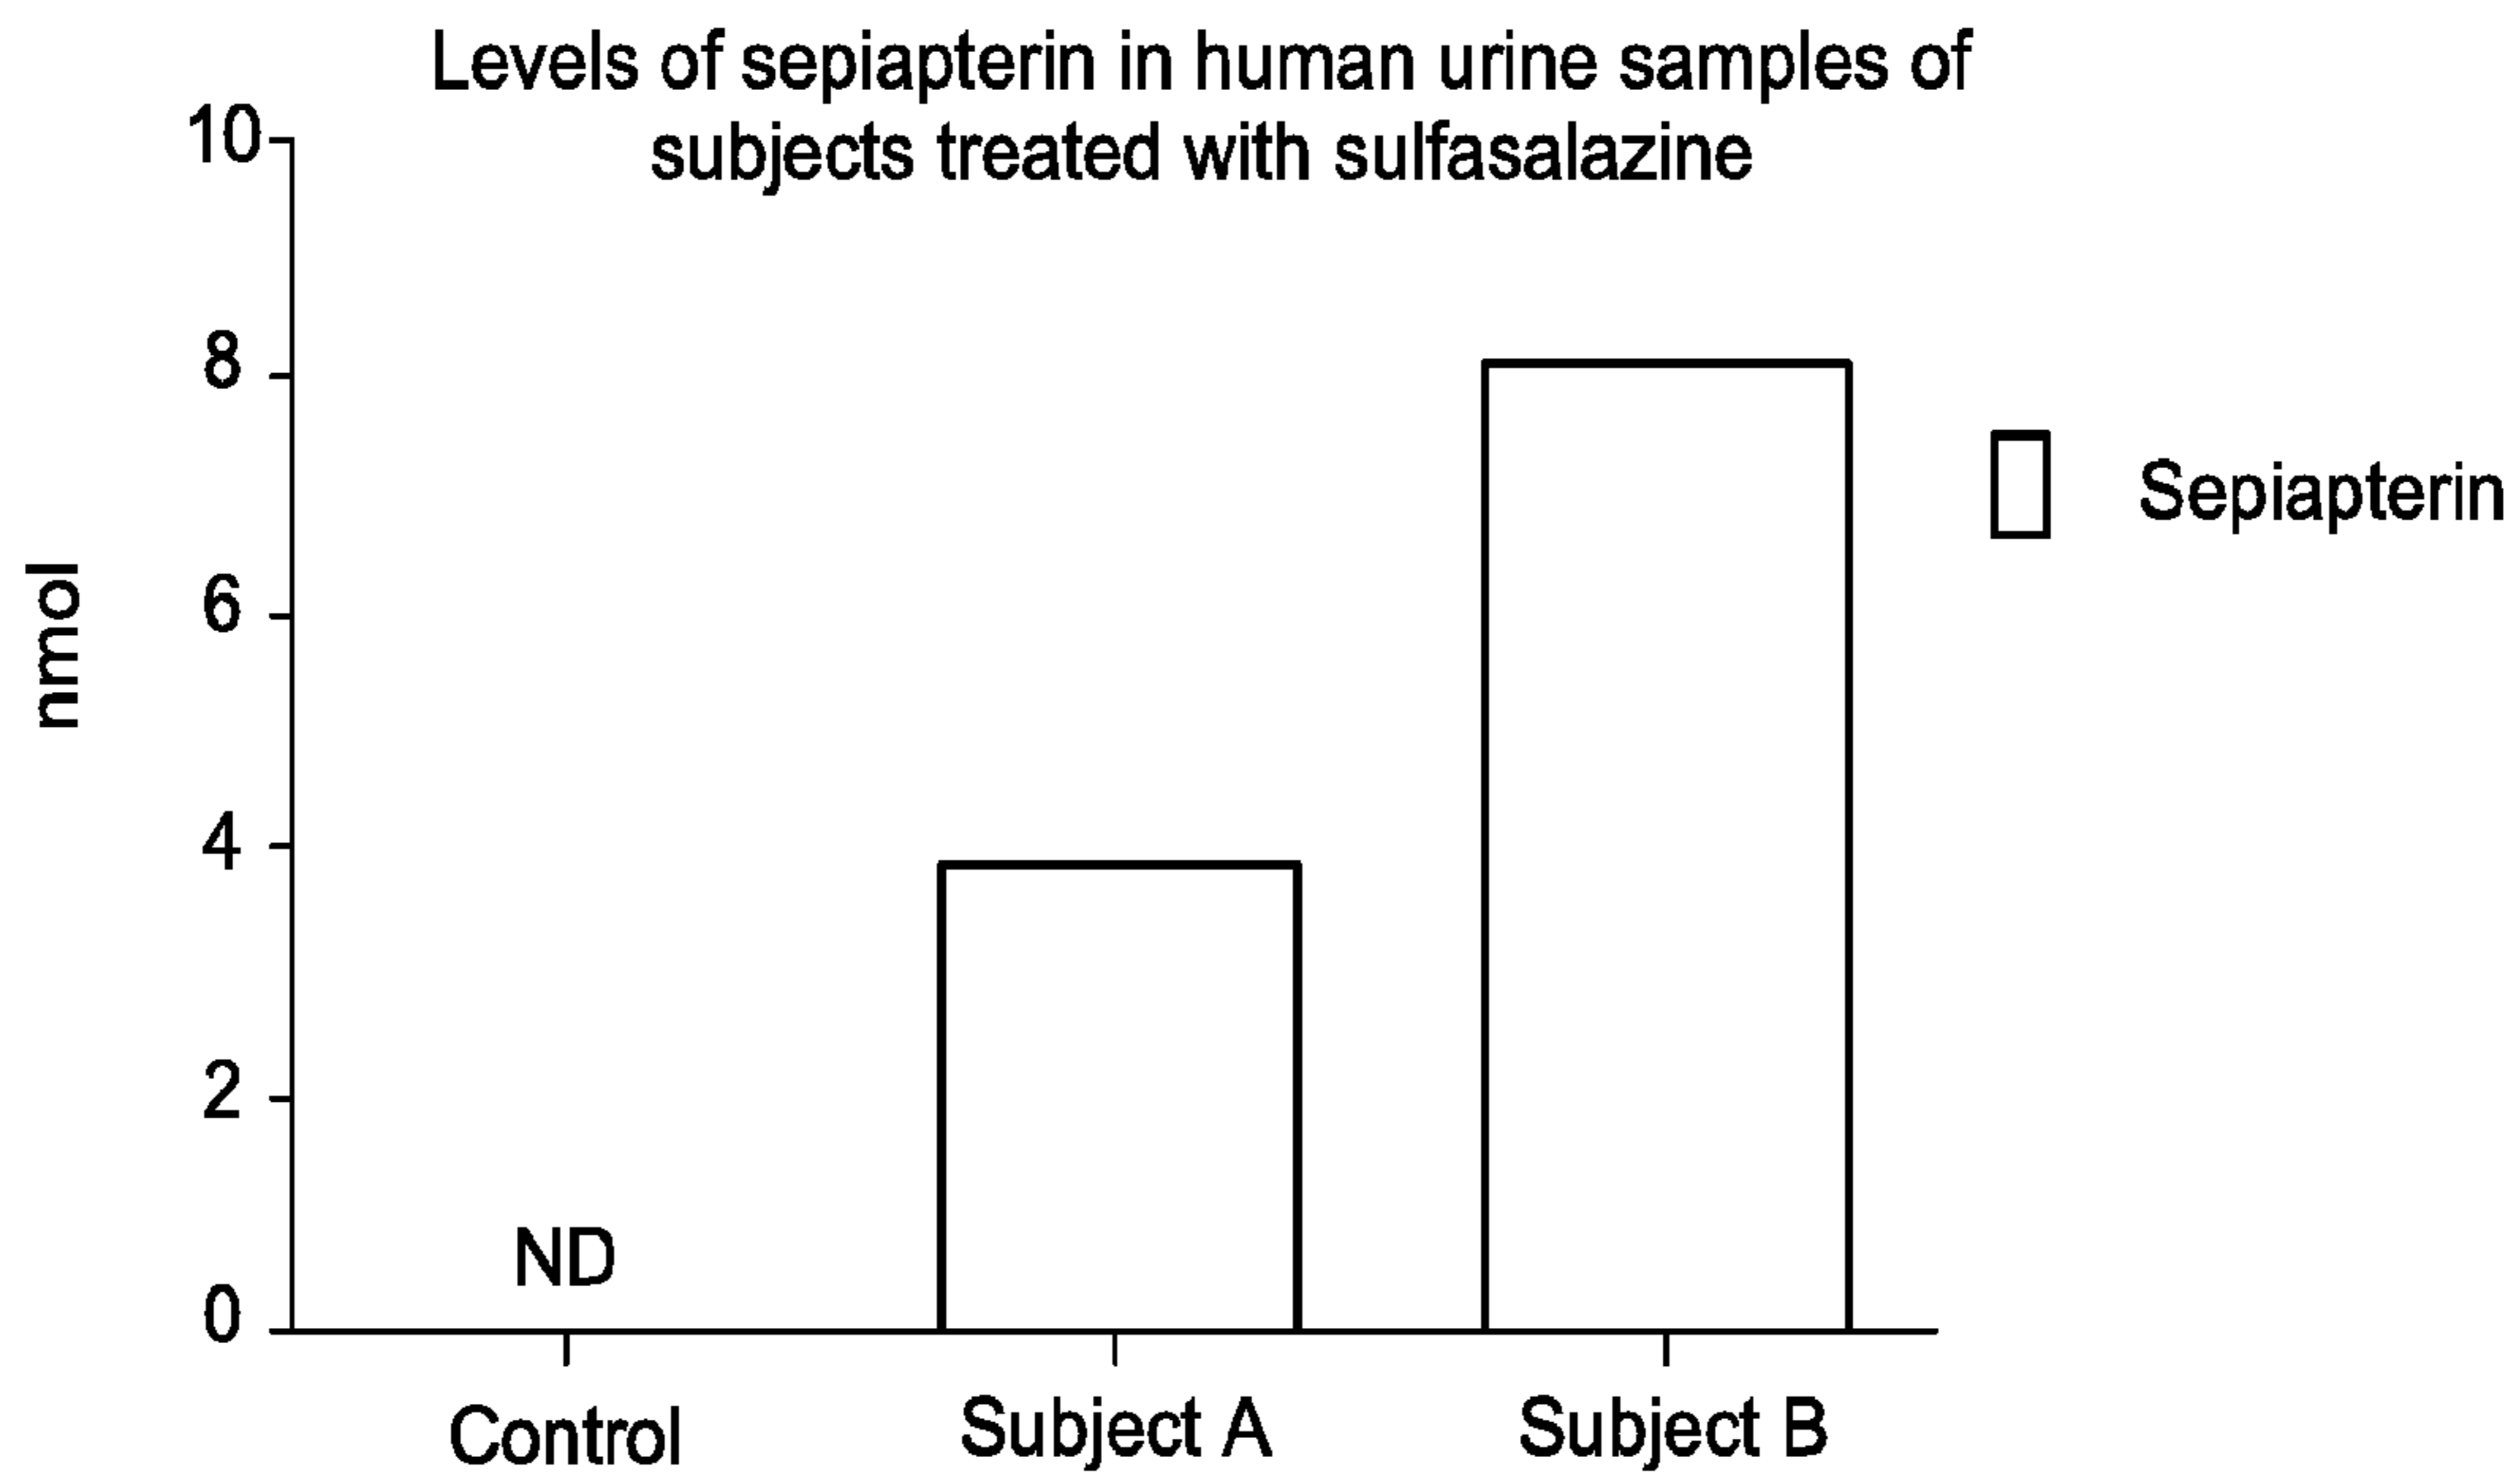 Levels of sepiapterin in human urine samples of
subjects treated with sulfasalazine
10
8
6
4
2
0
nmol
ND
Control
Subject A
Subject B
Sepiapterin